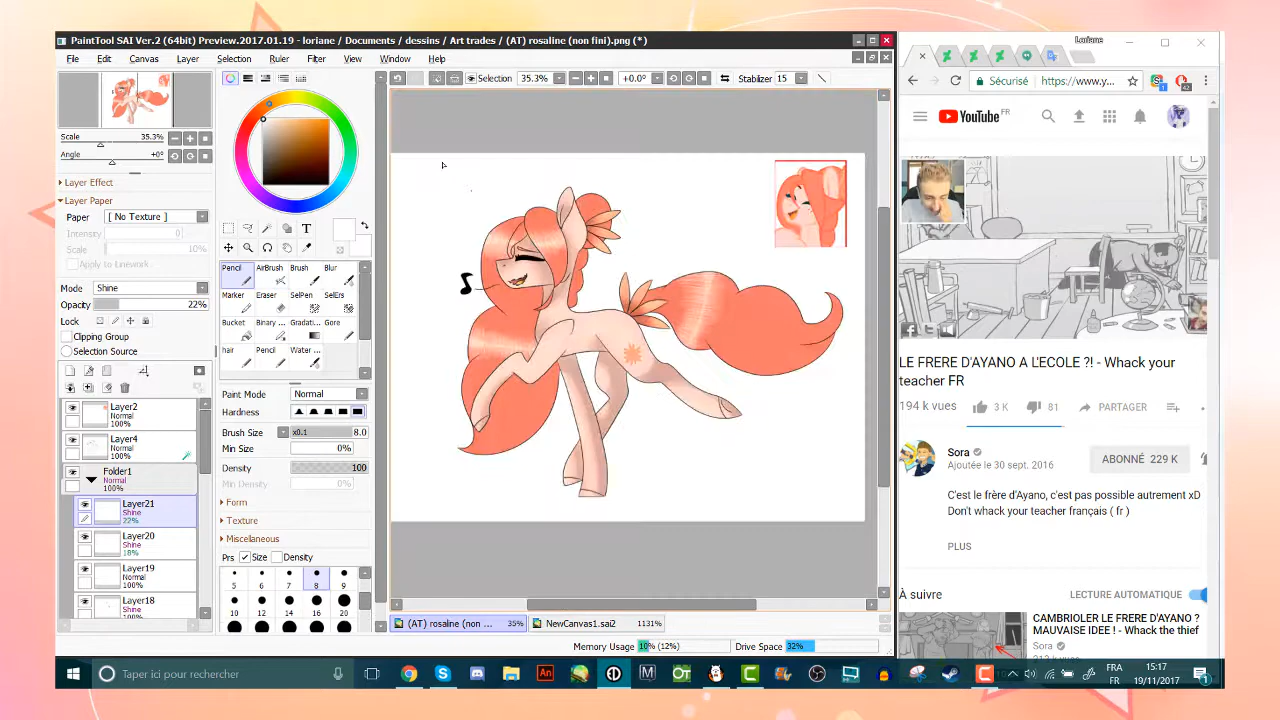 PaintTool SAI Ver.2 (64bit) Preview.2017.01.19 - loriane / Documents / dessins / Art trades / (AT) rosaline (non fini).png (*)
File Edit Canvas Layer Selection Ruler Filter View Window Help
Selection 35.3% +0.0° Stabilizer 15
Scale 35.3%
Angle +0°
Layer Effect
Layer Paper
Paper [ No Texture ]
Intensity 0
Scale 10%
Apply to Linework
Mode Shine
Opacity 22%
Lock
Clipping Group
Selection Source
Layer2
Normal
100%
Layer4
Normal
100%
Folder1
Normal
100%
Layer21
Shine
22%
Layer20
Shine
18%
Layer19
Normal
100%
Layer18
Shine
100%
T
Pencil AirBrush Brush Blur
Marker Eraser SelPen SelErs
Bucket Binary ... Gradati... Gore
hair Pencil Water ...
Paint Mode Normal
Hardness
Brush Size x0.1 8.0
Min Size 0%
Density 100
Min Density 0%
Form
Texture
Miscellaneous
Prs Size Density
5 6 7 8 9
10 12 14 16 20
(AT) rosaline (non ... 35% NewCanvas1.sai2 1131%
Memory Usage 10% (12%) Drive Space 32%
Loriane
Sécurisé https://www.y
YouTube FR
LE FRERE D'AYANO A L'ECOLE ?! - Whack your
teacher FR
194 k vues 3 K 81 PARTAGER
Sora
Ajoutée le 30 sept. 2016
ABONNÉ 229 K
C'est le frère d'Ayano, c'est pas possible autrement xD
Don't whack your teacher français ( fr )
PLUS
À suivre LECTURE AUTOMATIQUE
CAMBRIOLER LE FRERE D'AYANO ?
MAUVAISE IDEE ! - Whack the thief
Sora
Taper ici pour rechercher
An
M
OT
FRA
FR
15:17
19/11/2017
1